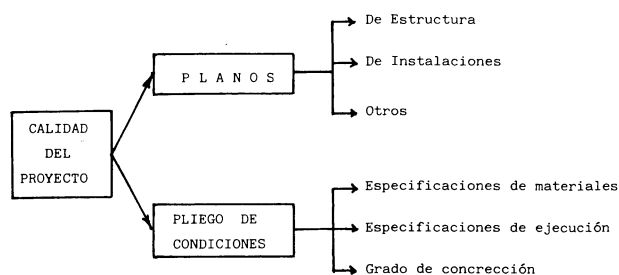 De Estructura
P L A N O S
De Instalaciones
Otros
CALIDAD
DEL
PROYECTO
Especificaciones de materiales
PLIEGO DE
CONDICIONES
Especificaciones de ejecución
Grado de concrección